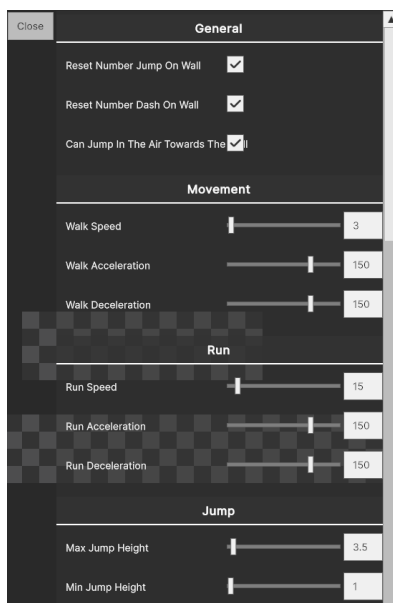 Close
General
Reset Number Jump On Wall
Reset Number Dash On Wall
Can Jump In The Air Towards The
Movement
Walk Speed 3
Walk Acceleration 150
Walk Deceleration 150
Run
Run Speed 15
Run Acceleration 150
Run Deceleration 150
Jump
Max Jump Height 3.5
Min Jump Height 1